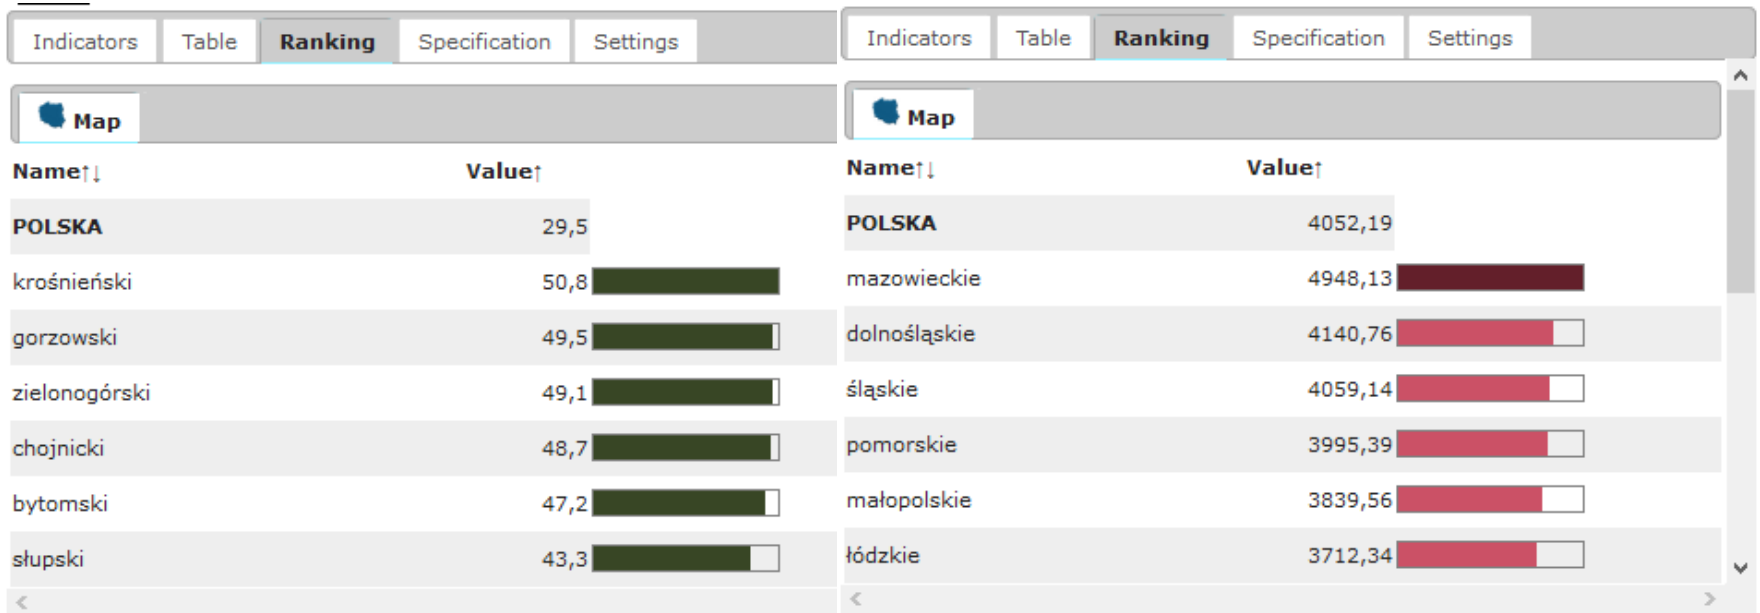 Indicators Table Ranking Specification Settings
Map
Name↑↓ Value↑
POLSKA 29,5
krośnieński 50,8
gorzowski 49,5
zielonogórski 49,1
chojnicki 48,7
bytomski 47,2
słupski 43,3
Indicators Table Ranking Specification Settings
Map
Name↑↓ Value↑
POLSKA 4052,19
mazowieckie 4948,13
dolnośląskie 4140,76
śląskie 4059,14
pomorskie 3995,39
małopolskie 3839,56
łódzkie 3712,34